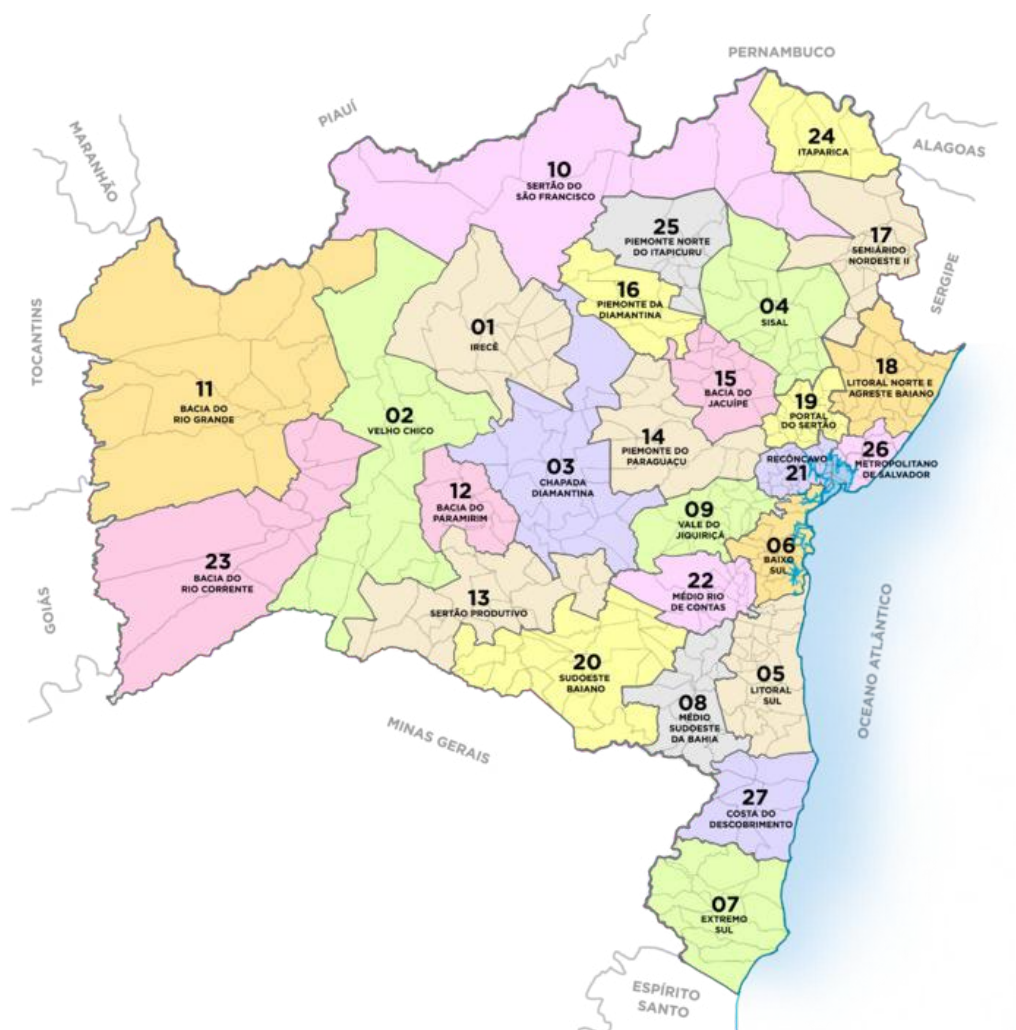 PERNAMBUCO
PIAUÍ
MARANHÃO
24
ITAPARICA
ALAGOAS
10
SERTÃO DO
SÃO FRANCISCO
25
PIEMONTE NORTE
DO ITAPICURU
17
SEMIÁRIDO
NORDESTE II
SERGIPE
16
PIEMONTE DA
DIAMANTINA
04
SISAL
01
IRECÊ
TOCANTINS
11
BACIA DO
RIO GRANDE
02
VELHO CHICO
15
BACIA DO
JACUÍPE
18
LITORAL NORTE E
AGRESTE BAIANO
19
PORTAL
DO SERTÃO
14
PIEMONTE DO
PARAGUAÇU
03
CHAPADA
DIAMANTINA
RECÔNCAVO
21
26
METROPOLITANO
DE SALVADOR
12
BACIA DO
PARAMIRIM
09
VALE DO
JIQUIRIÇÁ
06
BAIXO
SUL
23
BACIA DO
RIO CORRENTE
22
MÉDIO RIO
DE CONTAS
13
SERTÃO PRODUTIVO
GOIÁS
OCEANO ATLÂNTICO
20
SUDOESTE
BAIANO
05
LITORAL
SUL
08
MÉDIO
SUDOESTE
DA BAHIA
MINAS GERAIS
27
COSTA DO
DESCOBRIMENTO
07
EXTREMO
SUL
ESPÍRITO
SANTO